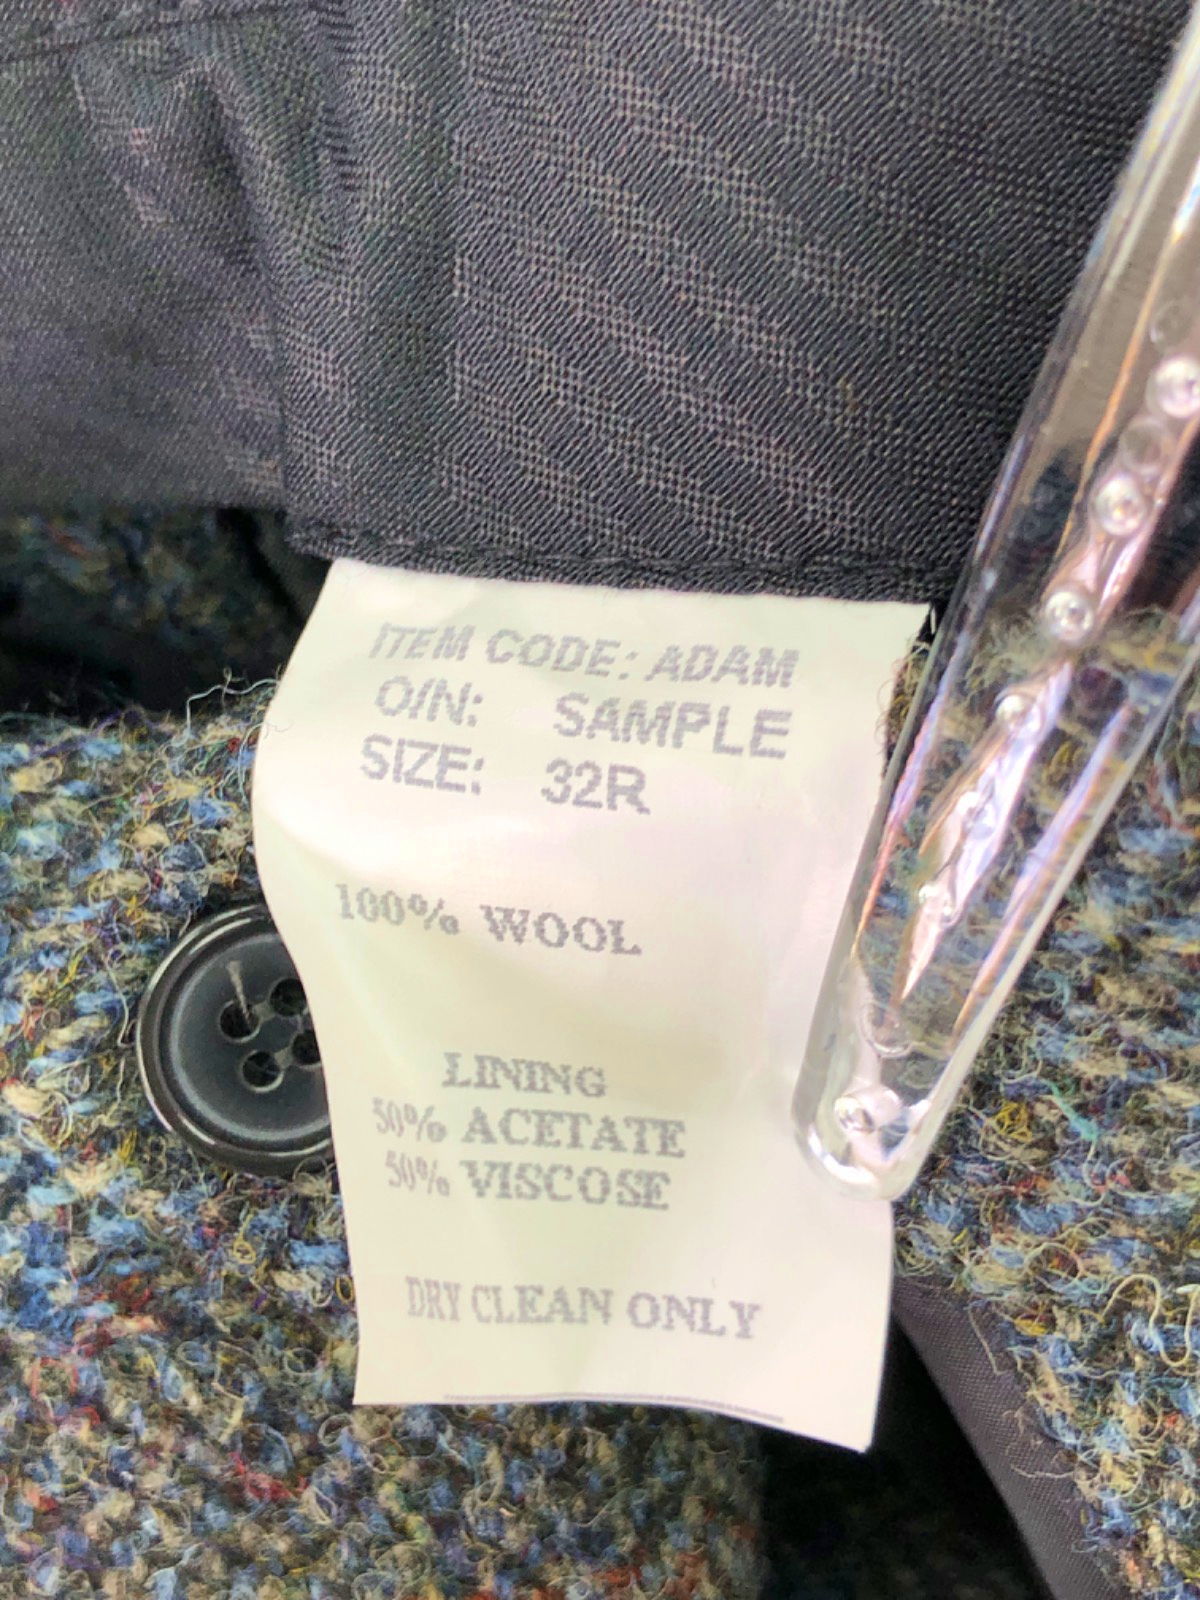 ITEM CODE: ADAM
O/N: SAMPLE
SIZE: 32R
100% WOOL
LINING
50% ACETATE
50% VISCOSE
DRY CLEAN ONLY